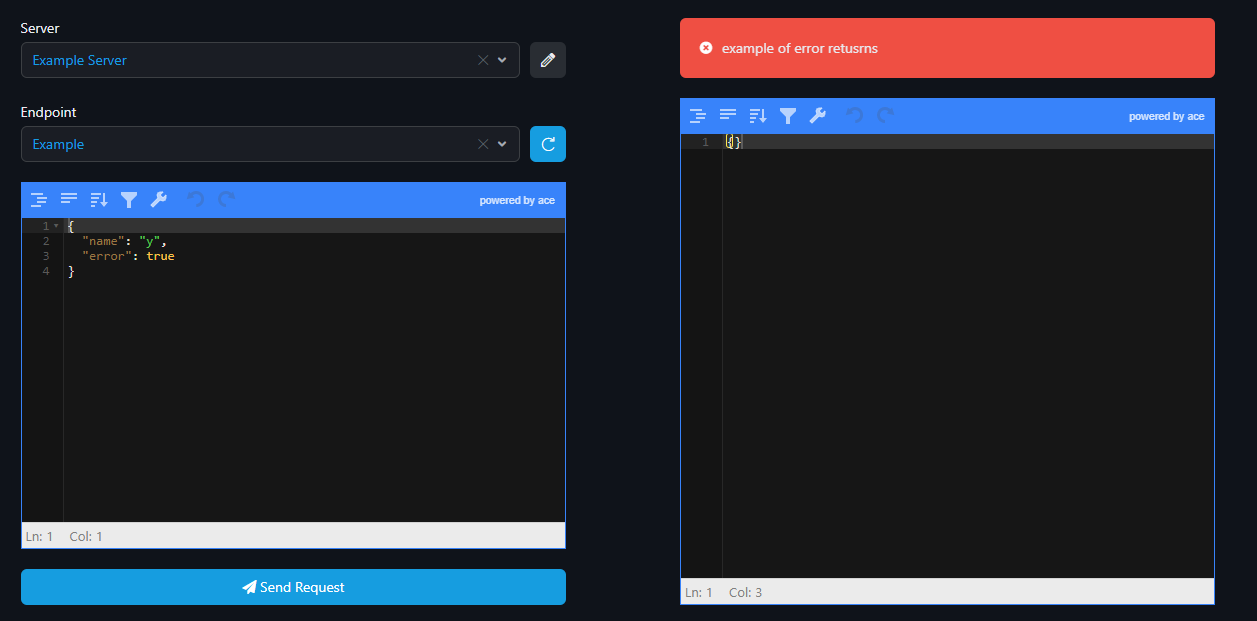 Server
Example Server
Endpoint
Example
powered by ace
1 {
2 "name": "y",
3 "error": true
4 }
Ln: 1 Col: 1
Send Request
example of error retusrns
powered by ace
1 {}
Ln: 1 Col: 3